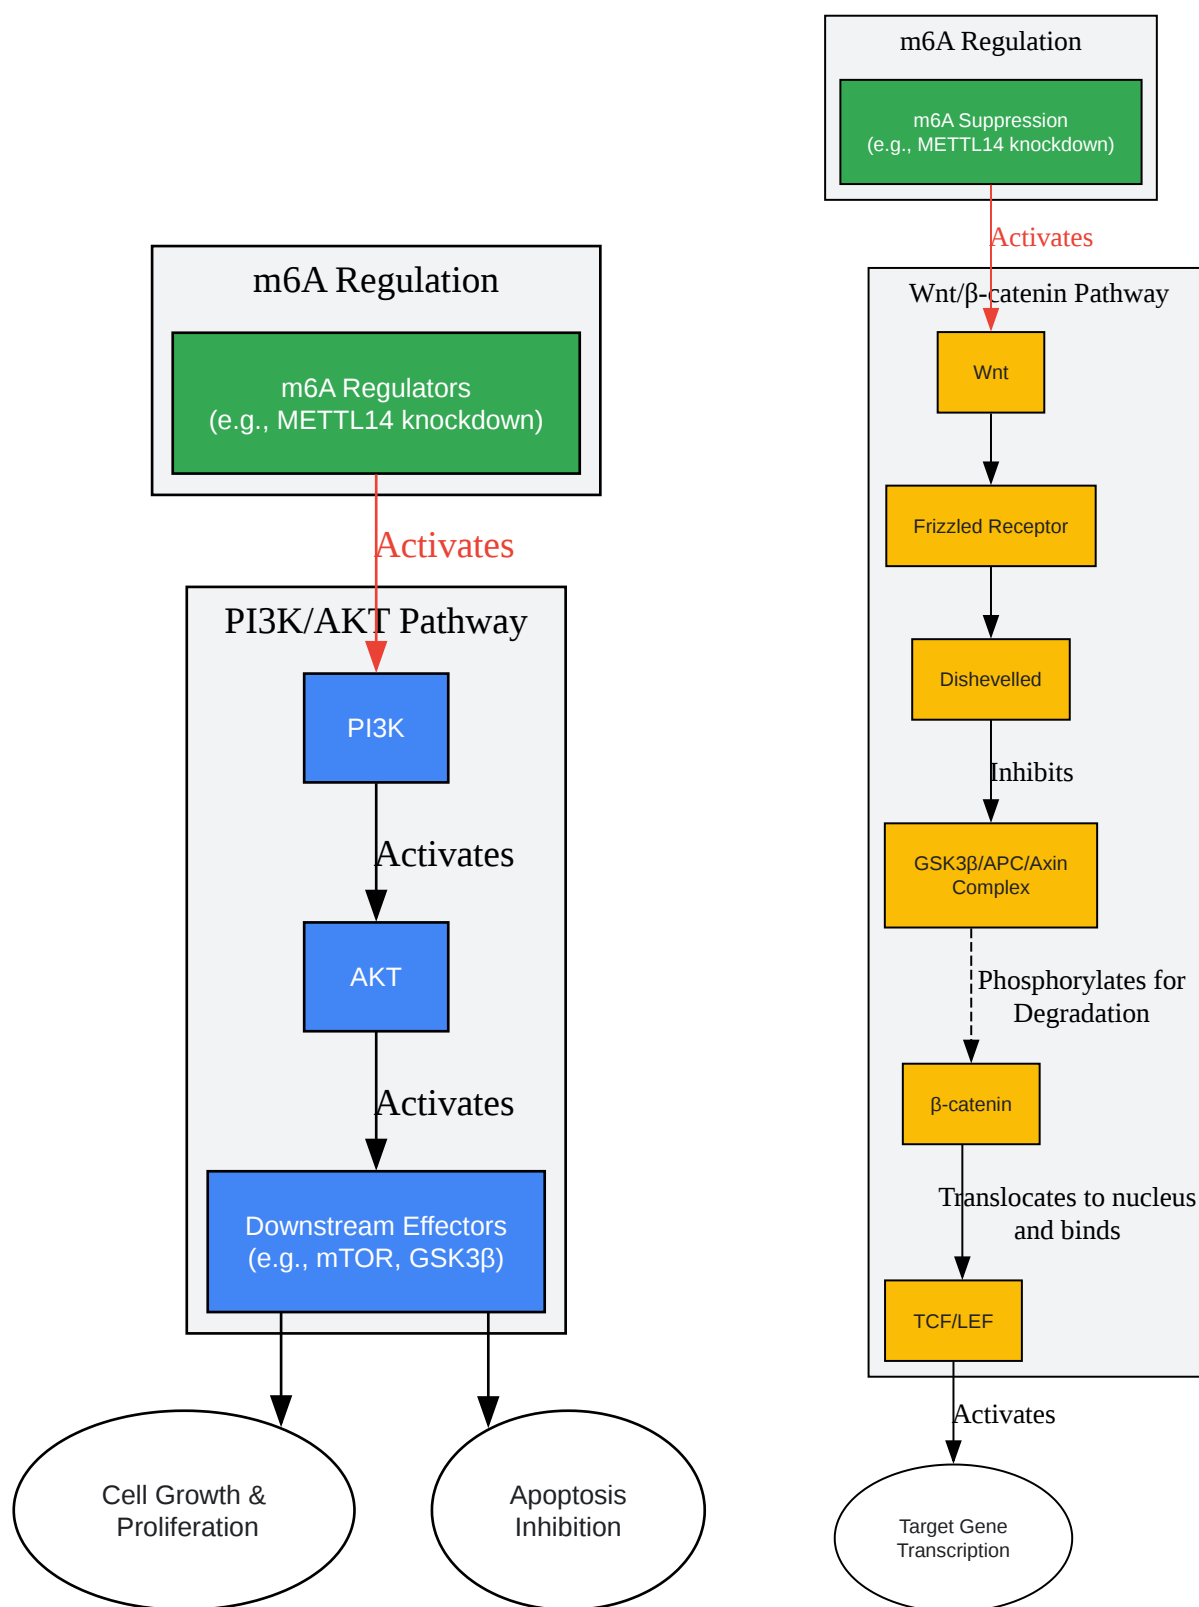 m6A Regulation
m6A Regulators
(e.g., METTL14 knockdown)
Activates
PI3K/AKT Pathway
PI3K
Activates
AKT
Activates
Downstream Effectors
(e.g., mTOR, GSK3β)
Cell Growth &
Proliferation
Apoptosis
Inhibition
m6A Regulation
m6A Suppression
(e.g., METTL14 knockdown)
Activates
Wnt/β-catenin Pathway
Wnt
Frizzled Receptor
Dishevelled
Inhibits
GSK3β/APC/Axin
Complex
Phosphorylates for
Degradation
β-catenin
Translocates to nucleus
and binds
TCF/LEF
Activates
Target Gene
Transcription